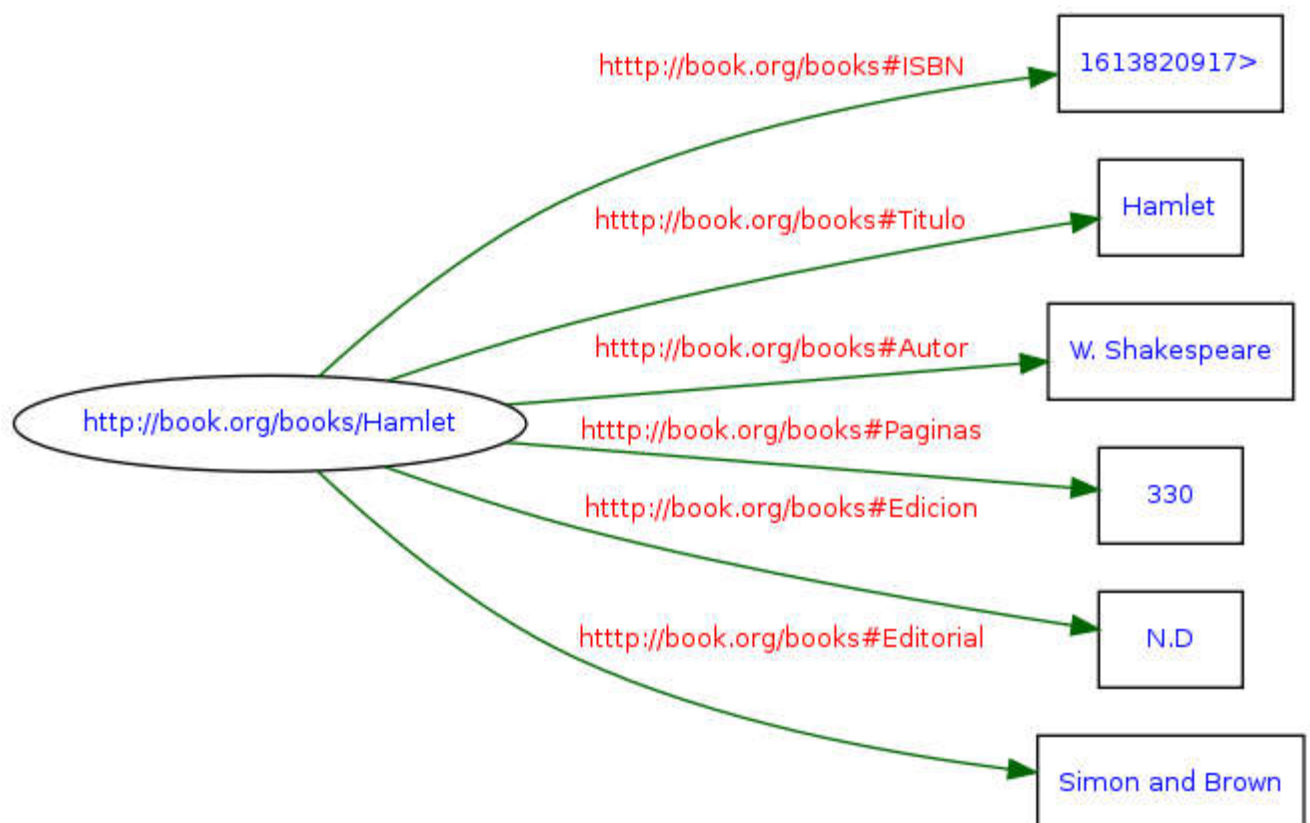 htttp://book.org/books#ISBN
1613820917>
htttp://book.org/books#Titulo
Hamlet
htttp://book.org/books#Autor
W. Shakespeare
http://book.org/books/Hamlet
htttp://book.org/books#Paginas
330
htttp://book.org/books#Edicion
N.D
htttp://book.org/books#Editorial
Simon and Brown